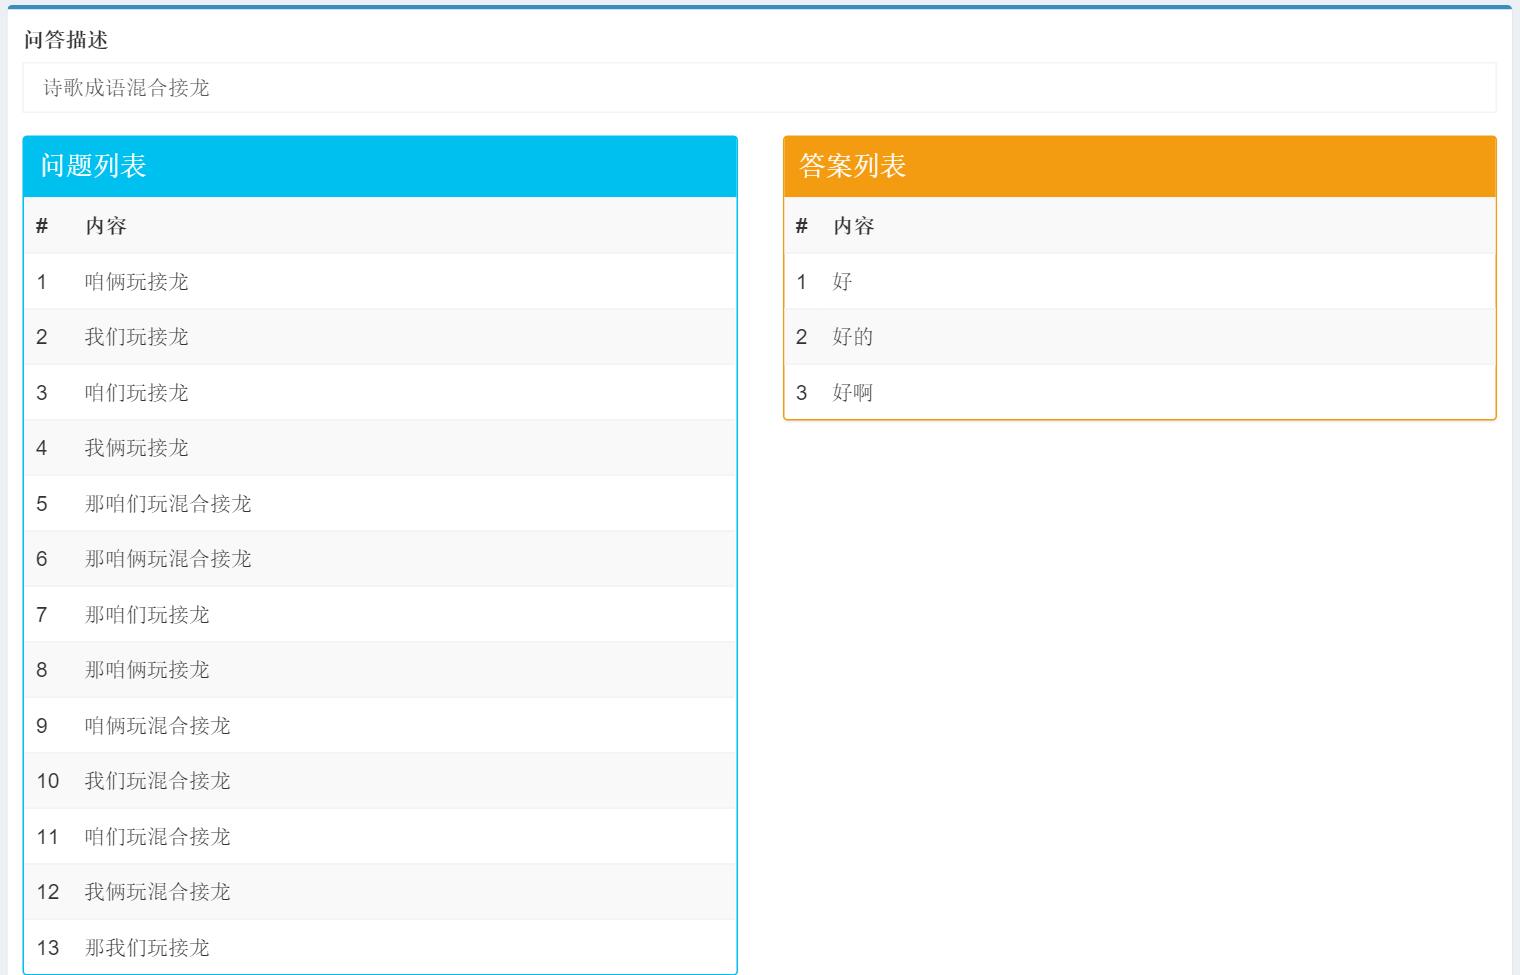 问答描述
诗歌成语混合接龙
问题列表
# 内容
1 咱俩玩接龙
2 我们玩接龙
3 咱们玩接龙
4 我俩玩接龙
5 那咱们玩混合接龙
6 那咱俩玩混合接龙
7 那咱们玩接龙
8 那咱俩玩接龙
9 咱俩玩混合接龙
10 我们玩混合接龙
11 咱们玩混合接龙
12 我俩玩混合接龙
13 那我们玩接龙
答案列表
# 内容
1 好
2 好的
3 好啊